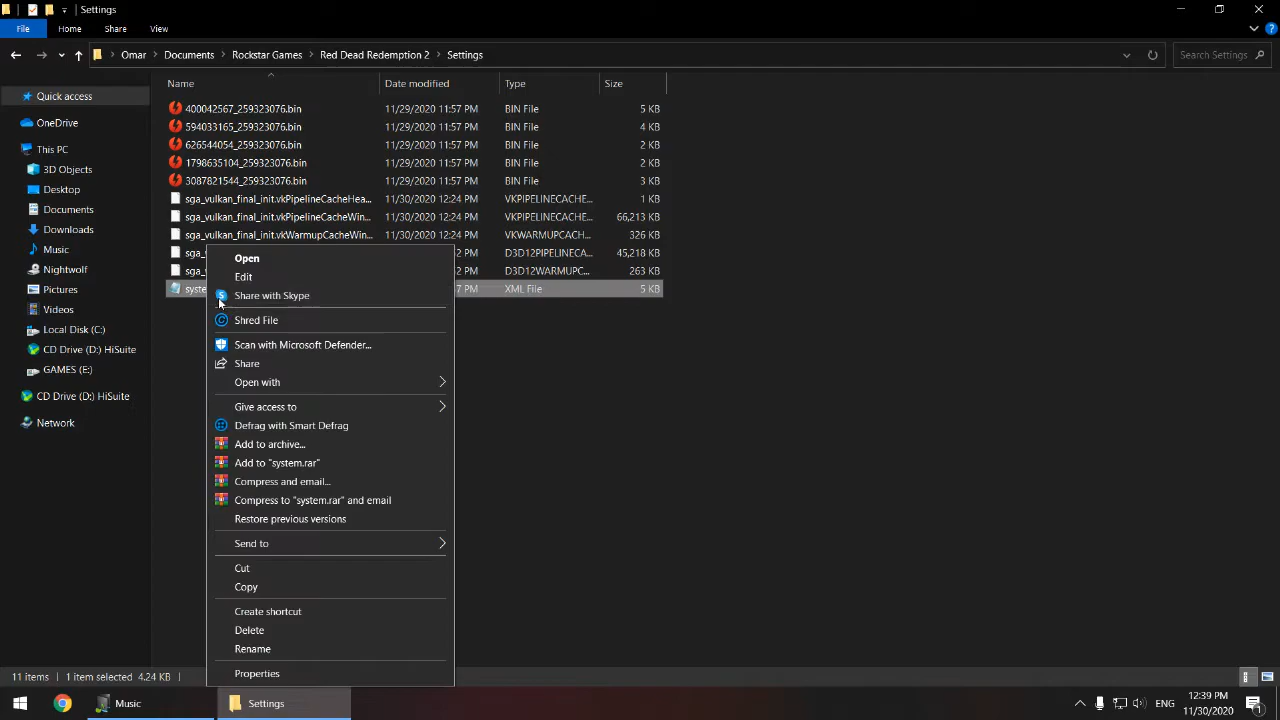 Settings
File Home Share View
Omar Documents Rockstar Games Red Dead Redemption 2 Settings
Search Settings
Name Date modified Type Size
Quick access
OneDrive
This PC
3D Objects
Desktop
Documents
Downloads
Music
Nightwolf
Pictures
Videos
Local Disk (C:)
CD Drive (D:) HiSuite
GAMES (E:)
CD Drive (D:) HiSuite
Network
400042567_259323076.bin 11/29/2020 11:57 PM BIN File 5 KB
594033165_259323076.bin 11/29/2020 11:57 PM BIN File 4 KB
626544054_259323076.bin 11/29/2020 11:57 PM BIN File 2 KB
1798635104_259323076.bin 11/29/2020 11:57 PM BIN File 2 KB
3087821544_259323076.bin 11/29/2020 11:57 PM BIN File 3 KB
sga_vulkan_final_init.vkPipelineCacheHea... 11/30/2020 12:24 PM VKPIPELINECACHE... 1 KB
sga_vulkan_final_init.vkPipelineCacheWin... 11/30/2020 12:24 PM VKPIPELINECACHE... 66,213 KB
sga_vulkan_final_init.vkWarmupCacheWin... 11/30/2020 12:24 PM VKWARMUPCACH... 326 KB
sga_ 2 PM D3D12PIPELINECA... 45,218 KB
sga_ 2 PM D3D12WARMUPC... 263 KB
syste 7 PM XML File 5 KB
Open
Edit
Share with Skype
Shred File
Scan with Microsoft Defender...
Share
Open with
Give access to
Defrag with Smart Defrag
Add to archive...
Add to "system.rar"
Compress and email...
Compress to "system.rar" and email
Restore previous versions
Send to
Cut
Copy
Create shortcut
Delete
Rename
Properties
11 items 1 item selected 4.24 KB
Music Settings
ENG
12:39 PM
11/30/2020
1